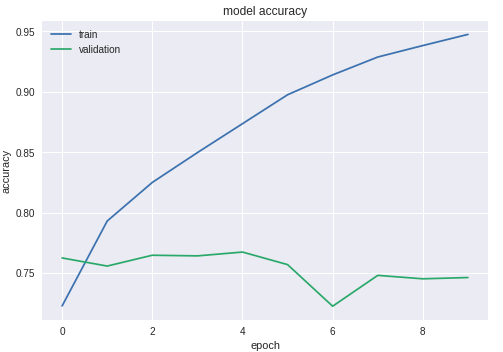 model accuracy
train
validation
0.95
0.90
0.85
0.80
0.75
accuracy
0 2 4 6 8
epoch